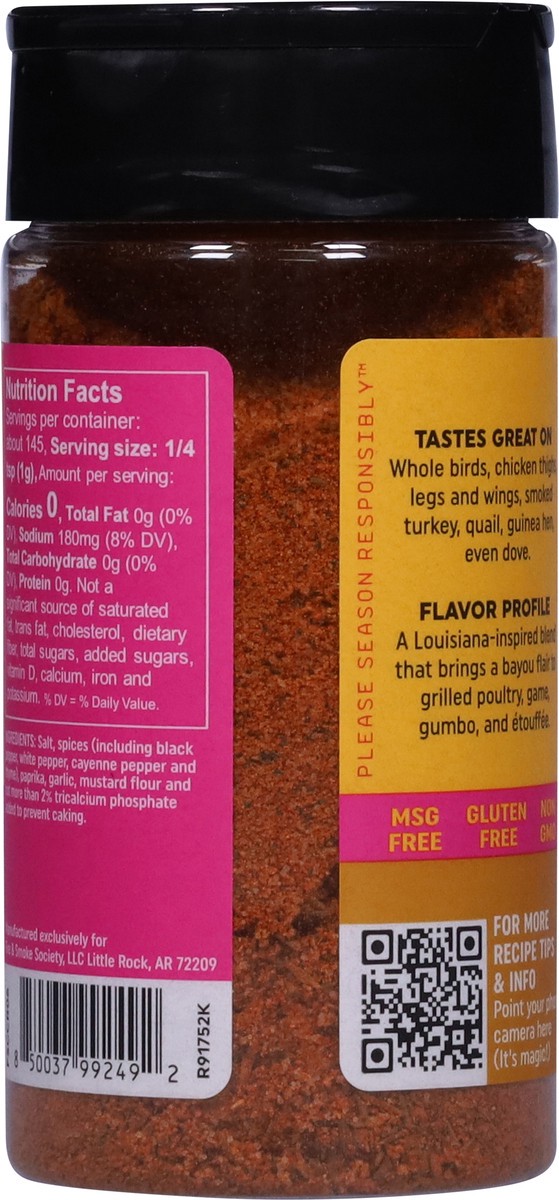 Nutrition Facts
Servings per container:
about 145, Serving size: 1/4
tsp (1g), Amount per serving:
Calories 0, Total Fat 0g (0%
DV), Sodium 180mg (8% DV),
Total Carbohydrate 0g (0%
DV), Protein 0g. Not a
significant source of saturated
fat, trans fat, cholesterol, dietary
fiber, total sugars, added sugars,
vitamin D, calcium, iron and
potassium. % DV = % Daily Value.
INGREDIENTS: Salt, spices (including black
pepper, white pepper, cayenne pepper and
thyme), paprika, garlic, mustard flour and
not more than 2% tricalcium phosphate
added to prevent caking.
Manufactured exclusively for
& Smoke Society, LLC Little Rock, AR 72209
8 50037 99249 2
R91752K
PLEASE SEASON RESPONSIBLY™
TASTES GREAT ON
Whole birds, chicken thighs,
legs and wings, smoked
turkey, quail, guinea hen,
even dove.
FLAVOR PROFILE
A Louisiana-inspired blend
that brings a bayou flair to
grilled poultry, game,
gumbo, and étouffée.
MSG
FREE
GLUTEN
FREE
NON
GMO
FOR MORE
RECIPE TIPS
& INFO
Point your
camera here.
(It's magic!)